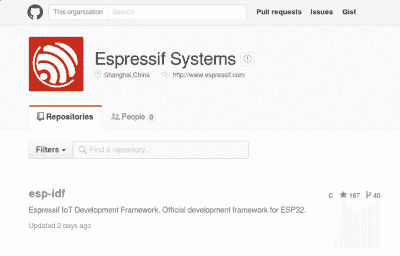 This organization Search Pull requests Issues Gist
Espressif Systems
Shanghai,China http://www.espressif.com
Repositories People 0
Filters Find a repository...
esp-idf C 167 40
Espressif IoT Development Framework. Official development framework for ESP32.
Updated 2 days ago